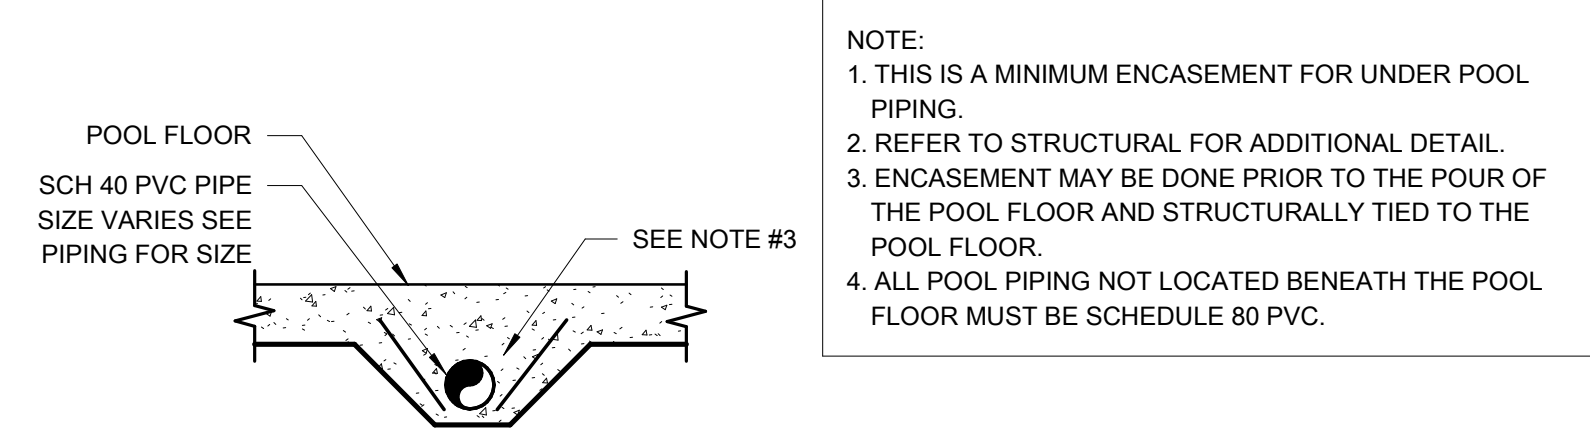 POOL FLOOR
SCH 40 PVC PIPE
SIZE VARIES SEE
PIPING FOR SIZE
SEE NOTE #3
NOTE:
1. THIS IS A MINIMUM ENCASEMENT FOR UNDER POOL
PIPING.
2. REFER TO STRUCTURAL FOR ADDITIONAL DETAIL.
3. ENCASEMENT MAY BE DONE PRIOR TO THE POUR OF
THE POOL FLOOR AND STRUCTURALLY TIED TO THE
POOL FLOOR.
4. ALL POOL PIPING NOT LOCATED BENEATH THE POOL
FLOOR MUST BE SCHEDULE 80 PVC.